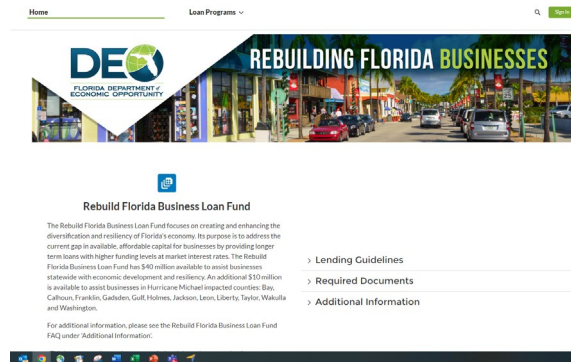 Home
Loan Programs
Sign In
DEO
FLORIDA DEPARTMENT of
ECONOMIC OPPORTUNITY
REBUILDING FLORIDA BUSINESSES
Rebuild Florida Business Loan Fund
The Rebuild Florida Business Loan Fund focuses on creating and enhancing the
diversification and resiliency of Florida's economy. Its purpose is to address the
current gap in available, affordable capital for businesses by providing longer
term loans with higher funding levels at market interest rates. The Rebuild
Florida Business Loan Fund has $40 million available to assist businesses
statewide with economic development and resiliency. An additional $10 million
is available to assist businesses in Hurricane Michael impacted counties: Bay,
Calhoun, Franklin, Gadsden, Gulf, Holmes, Jackson, Leon, Liberty, Taylor, Wakulla
and Washington.
For additional information, please see the Rebuild Florida Business Loan Fund
FAQ under 'Additional Information'.
> Lending Guidelines
> Required Documents
> Additional Information